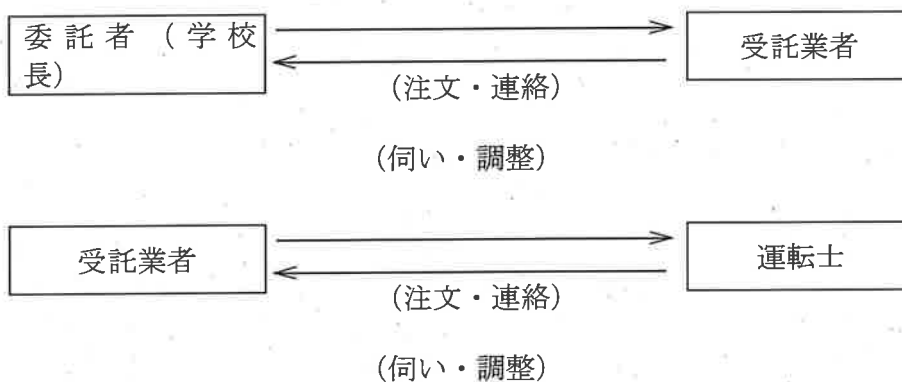 委託者（学校
長）
受託業者
（注文・連絡）
（伺い・調整）
受託業者
運転士
（注文・連絡）
（伺い・調整）